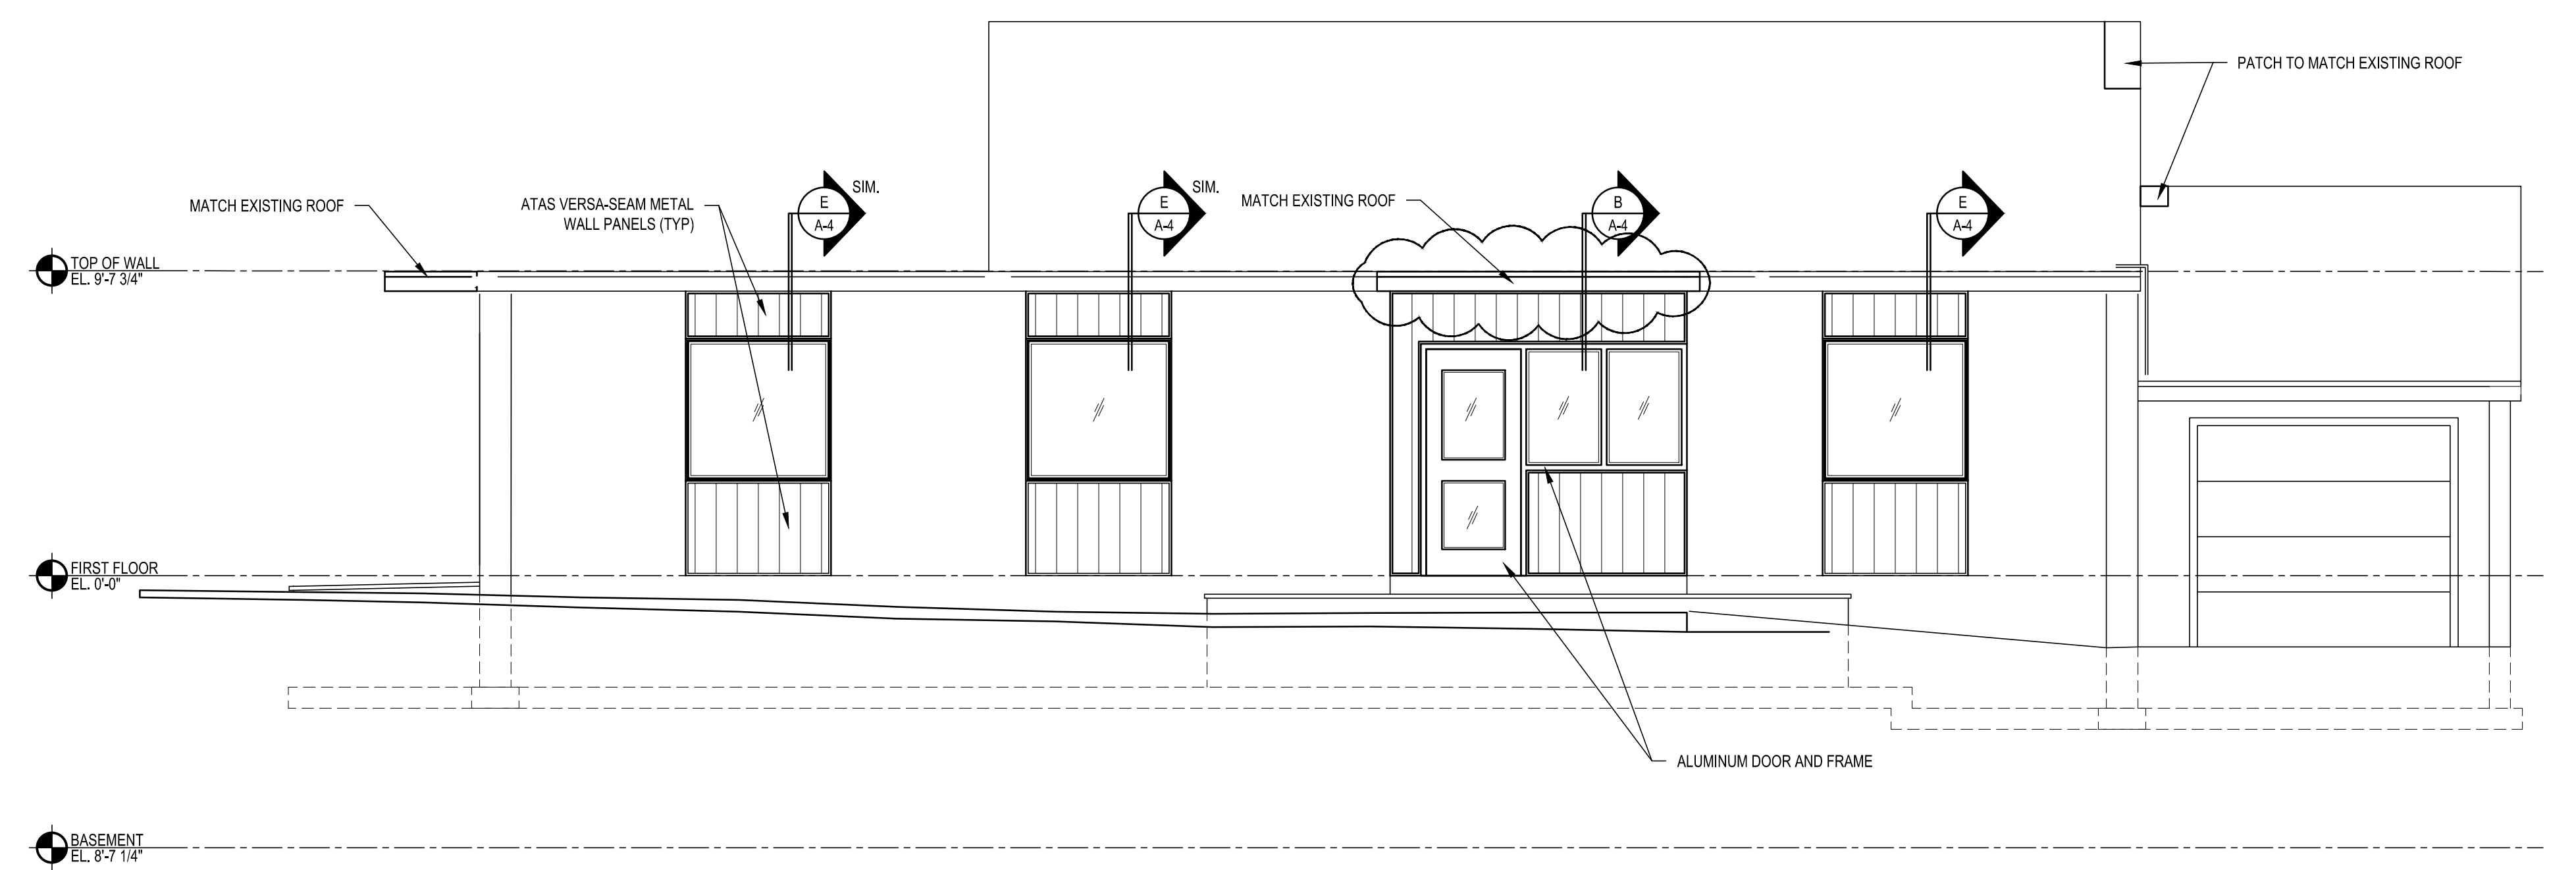 PATCH TO MATCH EXISTING ROOF
SIM.
SIM.
MATCH EXISTING ROOF
ATAS VERSA-SEAM METAL
WALL PANELS (TYP)
E
A-4
E
A-4
MATCH EXISTING ROOF
B
A-4
E
A-4
TOP OF WALL
EL. 9'-7 3/4"
FIRST FLOOR
EL. 0'-0"
ALUMINUM DOOR AND FRAME
BASEMENT
EL. 8'-7 1/4"